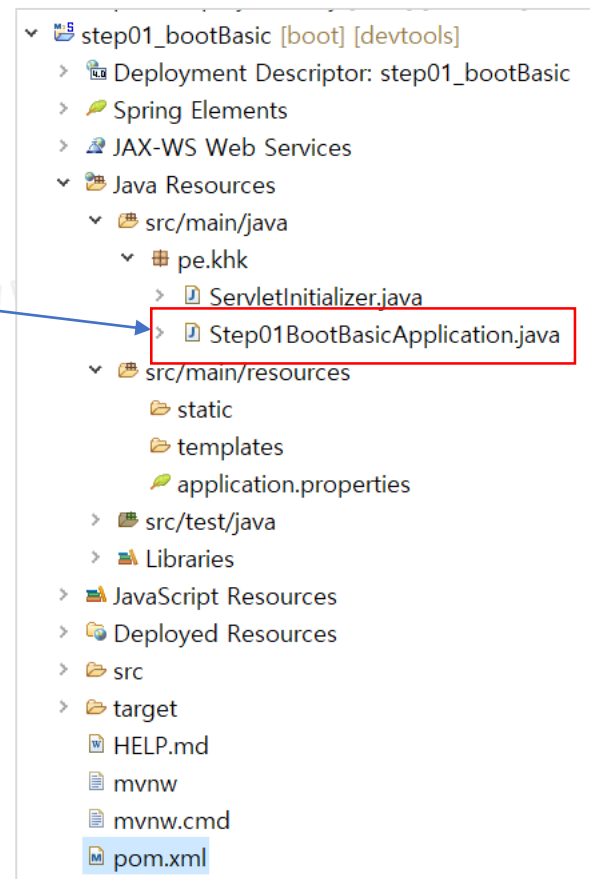 step01_bootBasic [boot] [devtools]
Deployment Descriptor: step01_bootBasic
Spring Elements
JAX-WS Web Services
Java Resources
src/main/java
pe.khk
ServletInitializer.java
Step01BootBasicApplication.java
src/main/resources
static
templates
application.properties
src/test/java
Libraries
JavaScript Resources
Deployed Resources
src
target
HELP.md
mvnw
mvnw.cmd
pom.xml